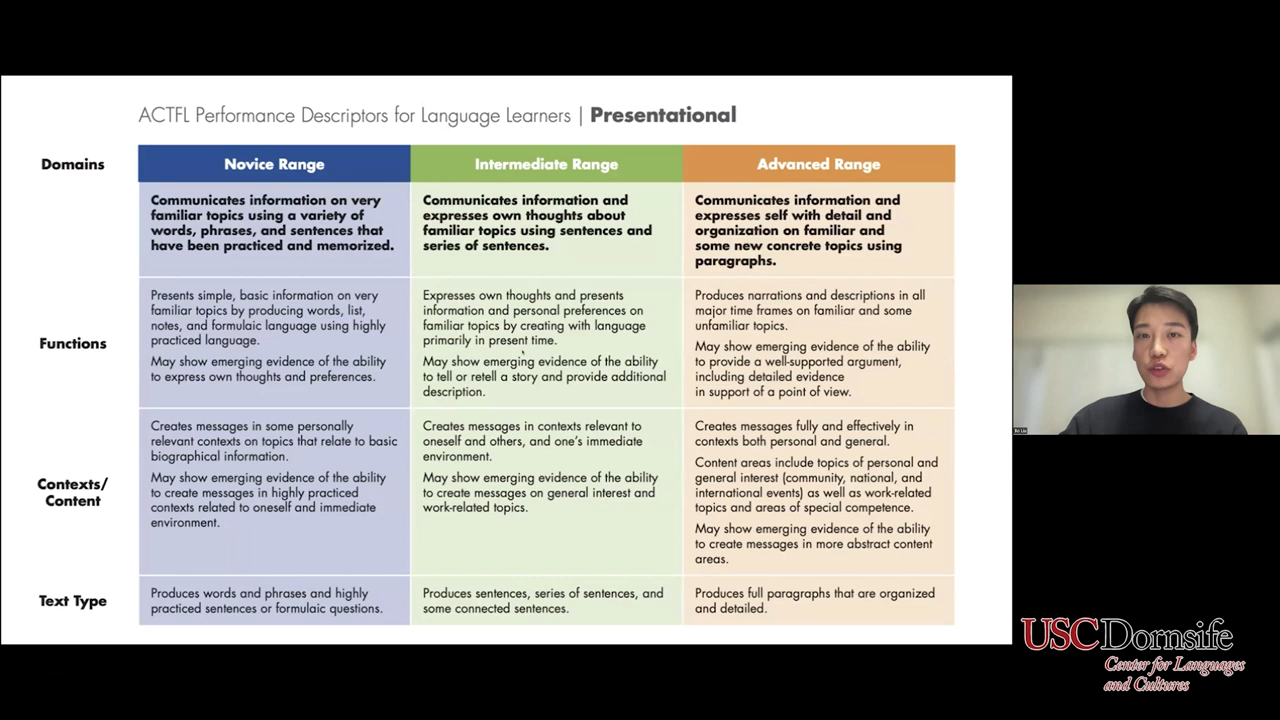 ACTFL Performance Descriptors for Language Learners | Presentational
Domains
Novice Range
Intermediate Range
Advanced Range
Communicates information on very
familiar topics using a variety of
words, phrases, and sentences that
have been practiced and memorized.
Communicates information and
expresses own thoughts about
familiar topics using sentences and
series of sentences.
Communicates information and
expresses self with detail and
organization on familiar and
some new concrete topics using
paragraphs.
Functions
Presents simple, basic information on very
familiar topics by producing words, list,
notes, and formulaic language using highly
practiced language.
May show emerging evidence of the ability
to express own thoughts and preferences.
Expresses own thoughts and presents
information and personal preferences on
familiar topics by creating with language
primarily in present time.
May show emerging evidence of the ability
to tell or retell a story and provide additional
description.
Produces narrations and descriptions in all
major time frames on familiar and some
unfamiliar topics.
May show emerging evidence of the ability
to provide a well-supported argument,
including detailed evidence
in support of a point of view.
Contexts/
Content
Creates messages in some personally
relevant contexts on topics that relate to basic
biographical information.
May show emerging evidence of the ability
to create messages in highly practiced
contexts related to oneself and immediate
environment.
Creates messages in contexts relevant to
oneself and others, and one's immediate
environment.
May show emerging evidence of the ability
to create messages on general interest and
work-related topics.
Creates messages fully and effectively in
contexts both personal and general.
Content areas include topics of personal and
general interest (community, national, and
international events) as well as work-related
topics and areas of special competence.
May show emerging evidence of the ability
to create messages in more abstract content
areas.
Text Type
Produces words and phrases and highly
practiced sentences or formulaic questions.
Produces sentences, series of sentences, and
some connected sentences.
Produces full paragraphs that are organized
and detailed.
USC Dornsife
Center for Languages
and Cultures